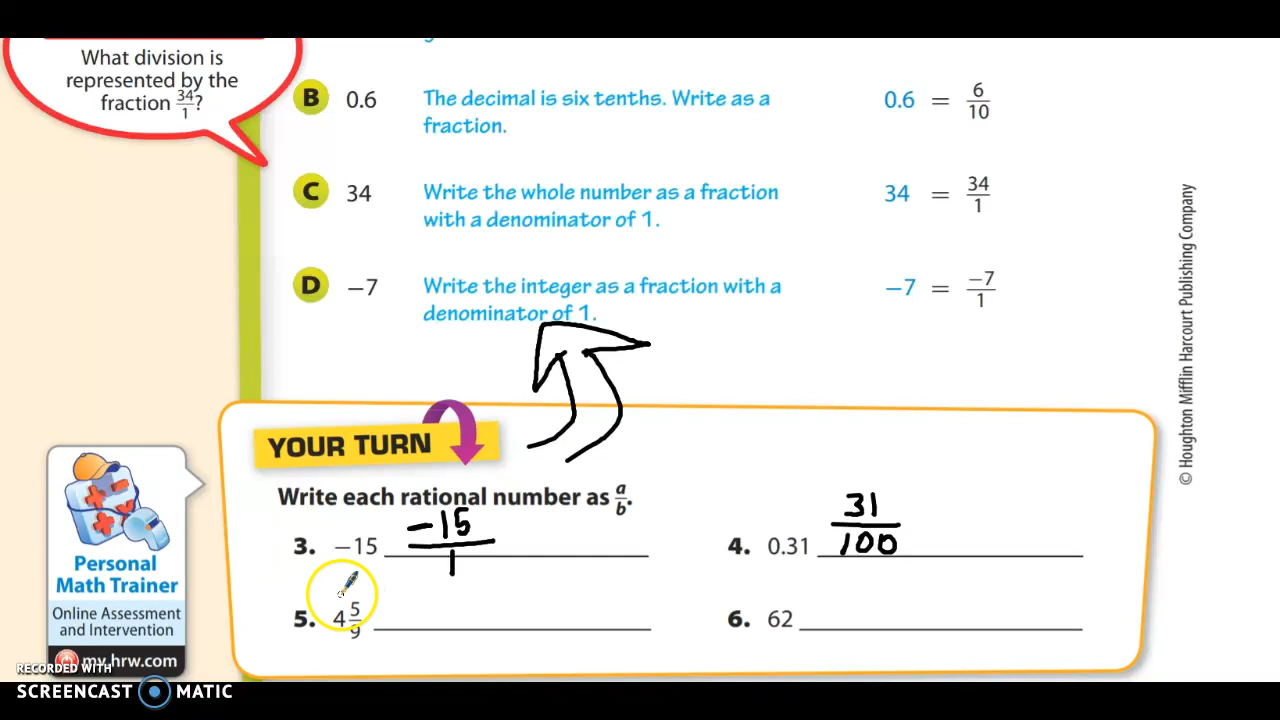 What division is
represented by the
fraction 34/1?
B 0.6 The decimal is six tenths. Write as a
fraction.
0.6 = 6/10
C 34 Write the whole number as a fraction
with a denominator of 1.
34 = 34/1
D −7 Write the integer as a fraction with a
denominator of 1.
−7 = −7/1
© Houghton Mifflin Harcourt Publishing Company
YOUR TURN
Write each rational number as a/b.
3. −15 −15/1
4. 0.31 31/100
5. 4 5/9
6. 62
Personal
Math Trainer
Online Assessment
and Intervention
my.hrw.com
RECORDED WITH
SCREENCAST MATIC